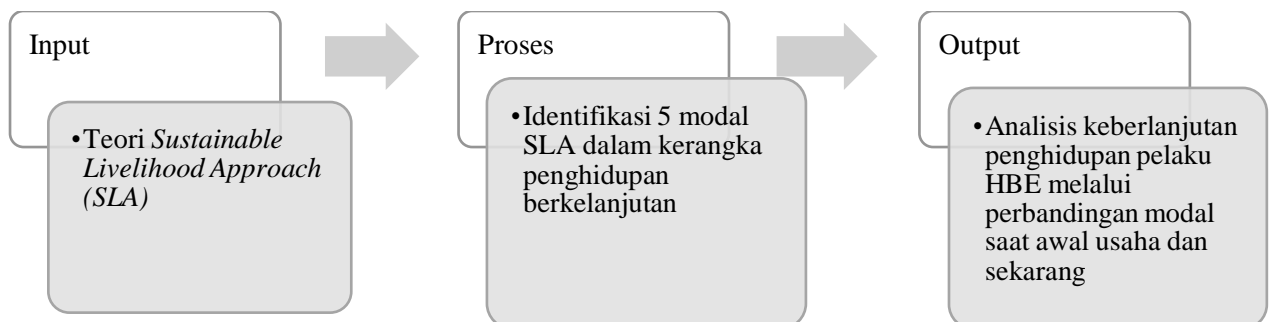 Input
•Teori Sustainable
Livelihood Approach
(SLA)
Proses
•Identifikasi 5 modal
SLA dalam kerangka
penghidupan
berkelanjutan
Output
•Analisis keberlanjutan
penghidupan pelaku
HBE melalui
perbandingan modal
saat awal usaha dan
sekarang